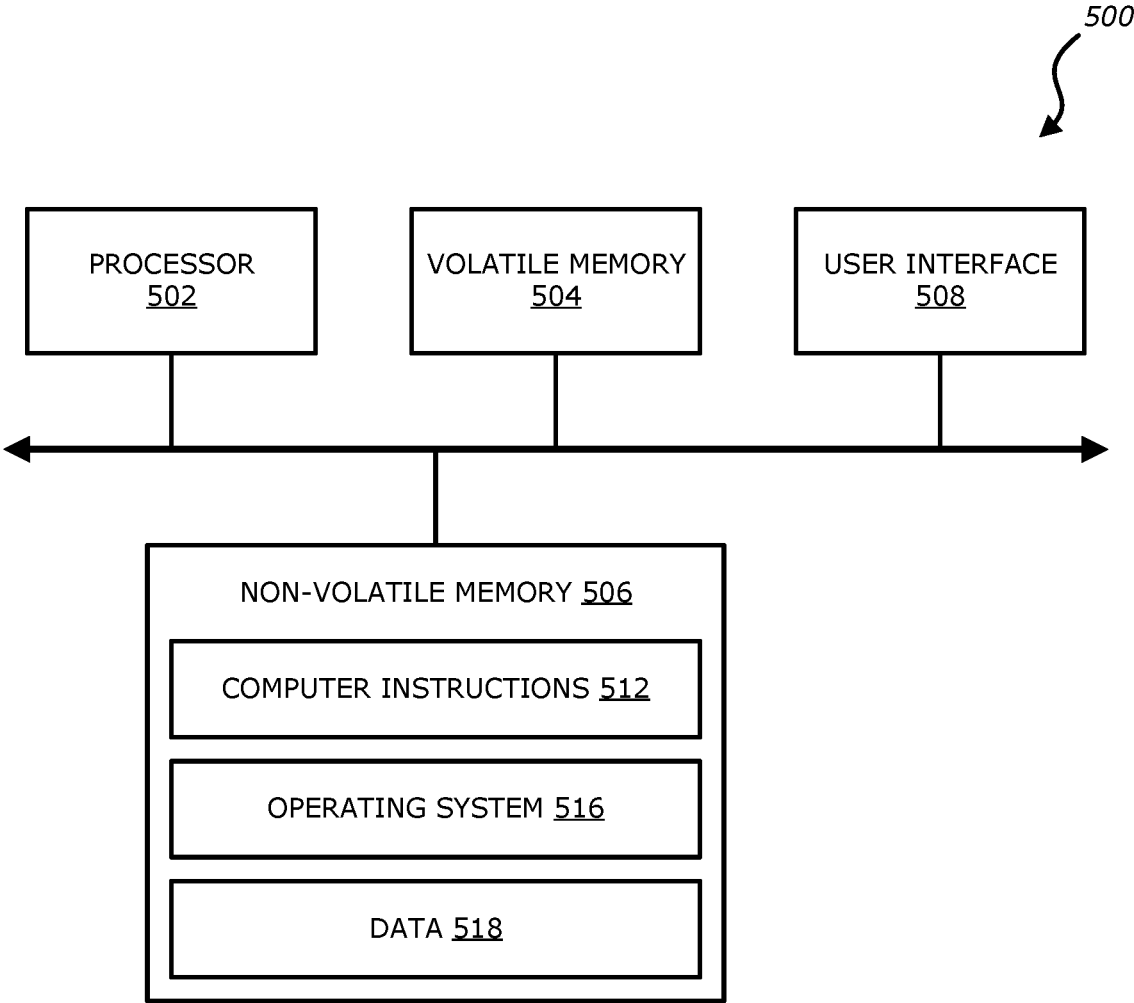 500
PROCESSOR
502
VOLATILE MEMORY
504
USER INTERFACE
508
NON-VOLATILE MEMORY 506
COMPUTER INSTRUCTIONS 512
OPERATING SYSTEM 516
DATA 518